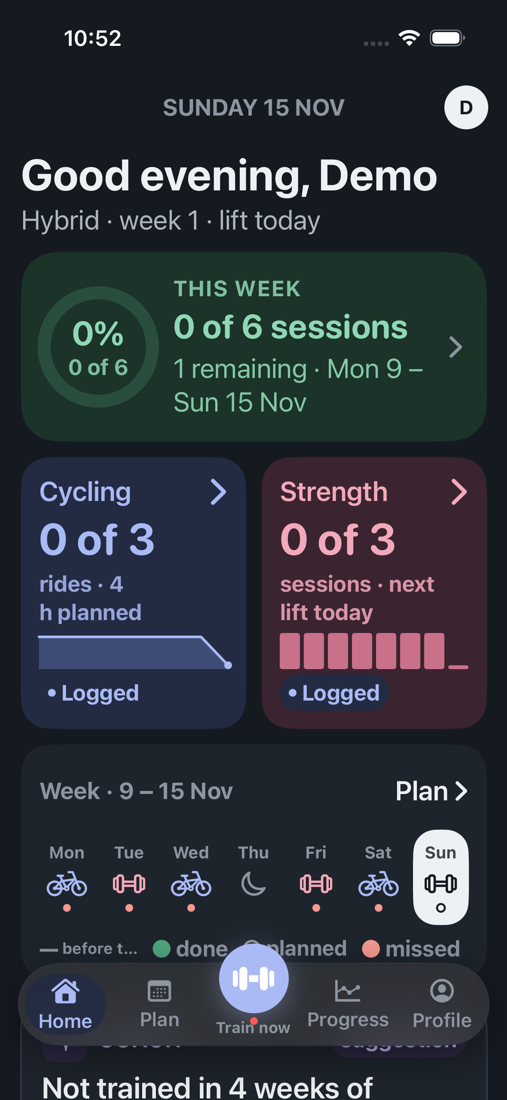 10:52
SUNDAY 15 NOV
D
Good evening, Demo
Hybrid · week 1 · lift today
THIS WEEK
0%
0 of 6
0 of 6 sessions
1 remaining · Mon 9 –
Sun 15 Nov
Cycling
0 of 3
rides · 4
h planned
• Logged
Strength
0 of 3
sessions · next
lift today
• Logged
Week · 9 – 15 Nov
Plan
Mon Tue Wed Thu Fri Sat Sun
before t... done planned missed
Home Plan Train now Progress Profile
Not trained in 4 weeks of